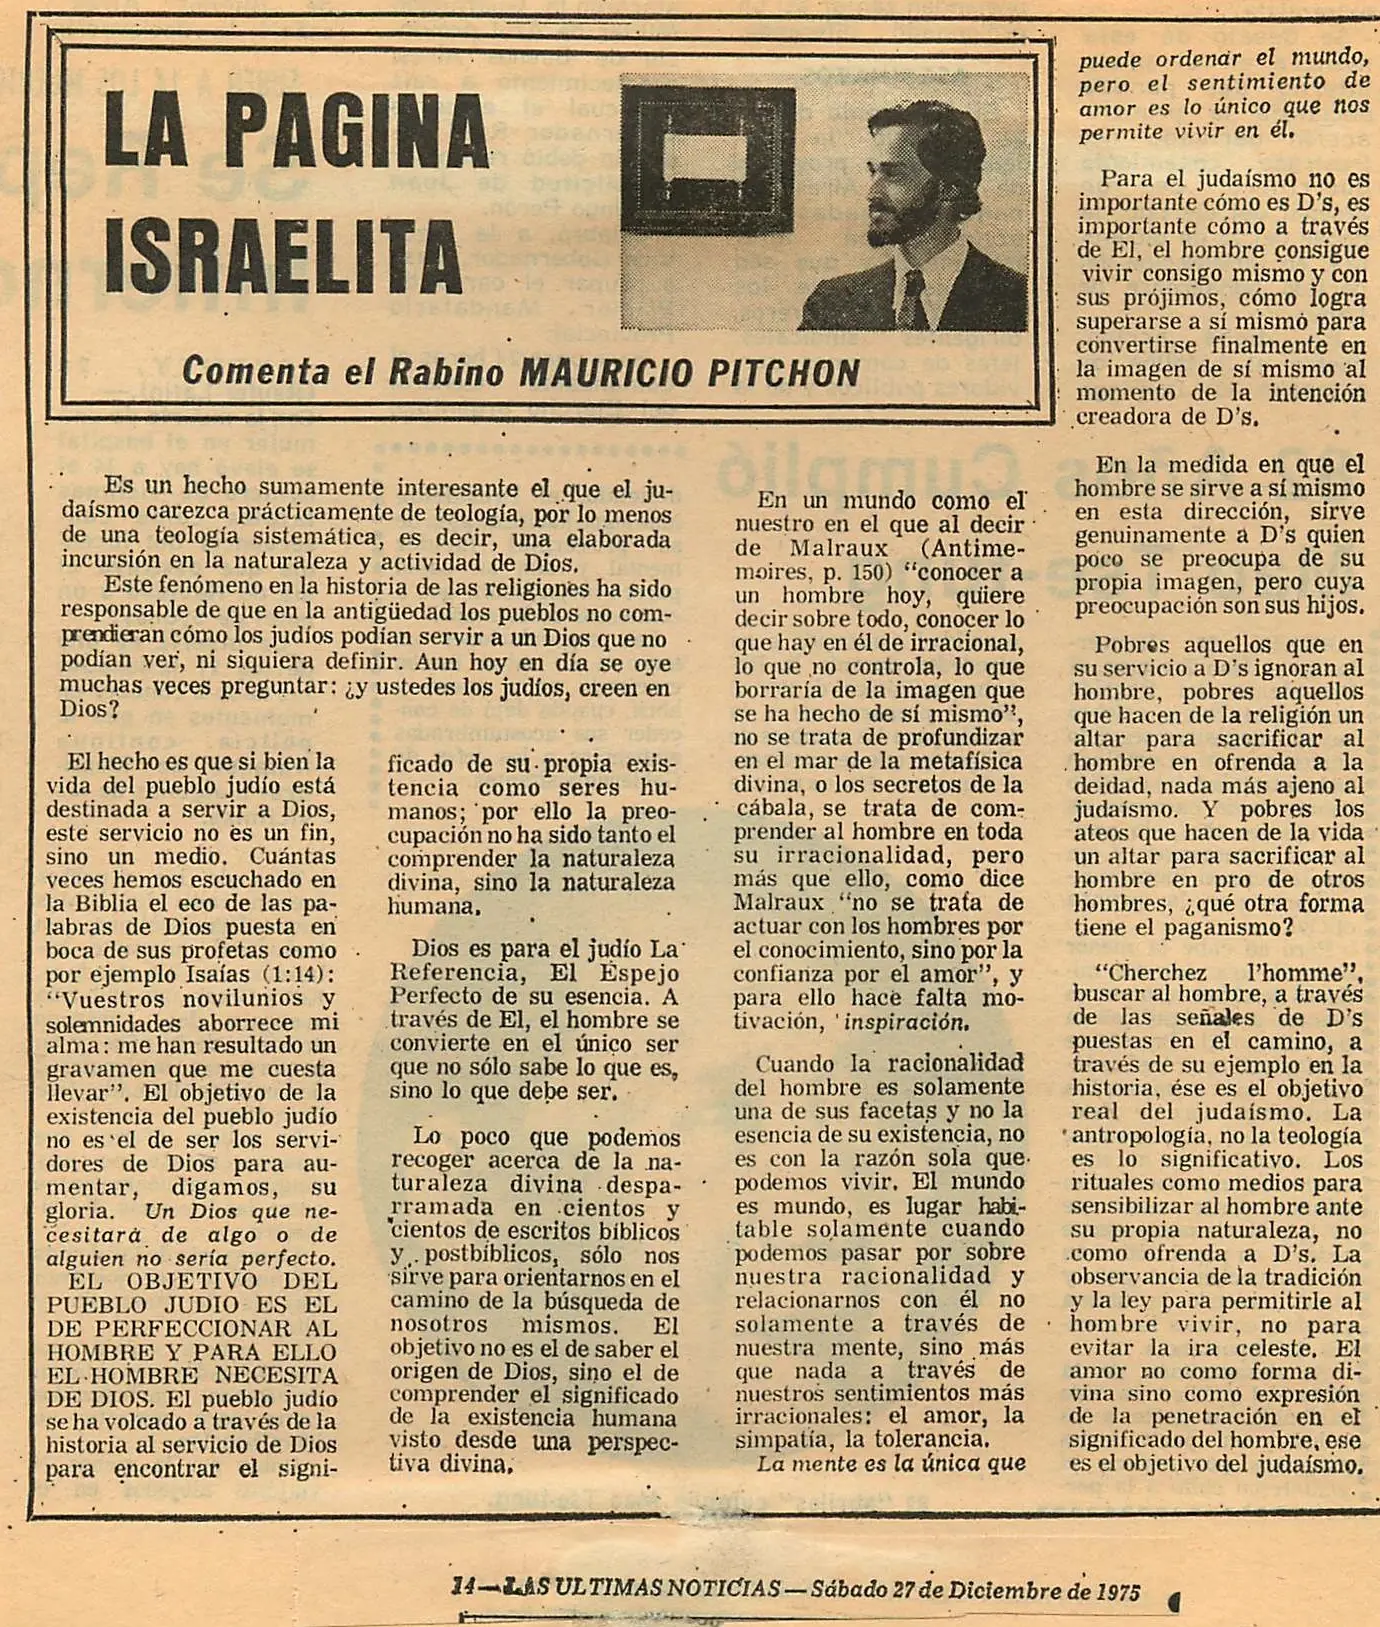 LA PAGINA
ISRAELITA
Comenta el Rabino MAURICIO PITCHON
Es un hecho sumamente interesante el que el ju-
daísmo carezca prácticamente de teología, por lo menos
de una teología sistemática, es decir, una elaborada
incursión en la naturaleza y actividad de Dios.
Este fenómeno en la historia de las religiones ha sido
responsable de que en la antigüedad los pueblos no com-
prendieran cómo los judíos podían servir a un Dios que no
podían ver, ni siquiera definir. Aun hoy en día se oye
muchas veces preguntar: ¿y ustedes los judíos, creen en
Dios?
El hecho es que si bien la
vida del pueblo judío está
destinada a servir a Dios,
este servicio no es un fin,
sino un medio. Cuántas
veces hemos escuchado en
la Biblia el eco de las pa-
labras de Dios puesta en
boca de sus profetas como
por ejemplo Isaías (1:14):
"Vuestros novilunios y
solemnidades aborrece mi
alma: me han resultado un
gravamen que me cuesta
llevar". El objetivo de la
existencia del pueblo judío
no es el de ser los servi-
dores de Dios para au-
mentar, digamos, su
gloria. Un Dios que ne-
cesitara de algo o de
alguien no sería perfecto.
EL OBJETIVO DEL
PUEBLO JUDIO ES EL
DE PERFECCIONAR AL
HOMBRE Y PARA ELLO
EL HOMBRE NECESITA
DE DIOS. El pueblo judío
se ha volcado a través de la
historia al servicio de Dios
para encontrar el signi-
ficado de su propia exis-
tencia como seres hu-
manos; por ello la preo-
cupación no ha sido tanto el
comprender la naturaleza
divina, sino la naturaleza
humana.
Dios es para el judío La
Referencia, El Espejo
Perfecto de su esencia. A
través de El, el hombre se
convierte en el único ser
que no sólo sabe lo que es,
sino lo que debe ser.
Lo poco que podemos
recoger acerca de la na-
turaleza divina despa-
rramada en cientos y
cientos de escritos bíblicos
y postbíblicos, sólo nos
sirve para orientarnos en el
camino de la búsqueda de
nosotros mismos. El
objetivo no es el de saber el
origen de Dios, sino el de
comprender el significado
de la existencia humana
visto desde una perspec-
tiva divina.
En un mundo como el
nuestro en el que al decir
de Malraux (Antime-
moires, p. 150) "conocer a
un hombre hoy, quiere
decir sobre todo, conocer lo
que hay en él de irracional,
lo que no controla, lo que
borraría de la imagen que
se ha hecho de sí mismo",
no se trata de profundizar
en el mar de la metafísica
divina, o los secretos de la
cábala, se trata de com-
prender al hombre en toda
su irracionalidad, pero
más que ello, como dice
Malraux "no se trata de
actuar con los hombres por
el conocimiento, sino por la
confianza por el amor", y
para ello hace falta mo-
tivación, inspiración.
Cuando la racionalidad
del hombre es solamente
una de sus facetas y no la
esencia de su existencia, no
es con la razón sola que
podemos vivir. El mundo
es mundo, es lugar habi-
table solamente cuando
podemos pasar por sobre
nuestra racionalidad y
relacionarnos con él no
solamente a través de
nuestra mente, sino más
que nada a través de
nuestros sentimientos más
irracionales: el amor, la
simpatía, la tolerancia.
La mente es la única que
puede ordenar el mundo,
pero el sentimiento de
amor es lo único que nos
permite vivir en él.
Para el judaísmo no es
importante cómo es D's, es
importante cómo a través
de El, el hombre consigue
vivir consigo mismo y con
sus prójimos, cómo logra
superarse a sí mismo para
convertirse finalmente en
la imagen de sí mismo al
momento de la intención
creadora de D's.
En la medida en que el
hombre se sirve a sí mismo
en esta dirección, sirve
genuinamente a D's quien
poco se preocupa de su
propia imagen, pero cuya
preocupación son sus hijos.
Pobres aquellos que en
su servicio a D's ignoran al
hombre, pobres aquellos
que hacen de la religión un
altar para sacrificar al
hombre en ofrenda a la
deidad, nada más ajeno al
judaísmo. Y pobres los
ateos que hacen de la vida
un altar para sacrificar al
hombre en pro de otros
hombres, ¿qué otra forma
tiene el paganismo?
"Cherchez l'homme",
buscar al hombre, a través
de las señales de D's
puestas en el camino, a
través de su ejemplo en la
historia, ése es el objetivo
real del judaísmo. La
antropología, no la teología
es lo significativo. Los
rituales como medios para
sensibilizar al hombre ante
su propia naturaleza, no
como ofrenda a D's. La
observancia de la tradición
y la ley para permitirle al
hombre vivir, no para
evitar la ira celeste. El
amor no como forma di-
vina sino como expresión
de la penetración en el
significado del hombre, ese
es el objetivo del judaísmo.
14—LAS ULTIMAS NOTICIAS—Sábado 27 de Diciembre de 1975